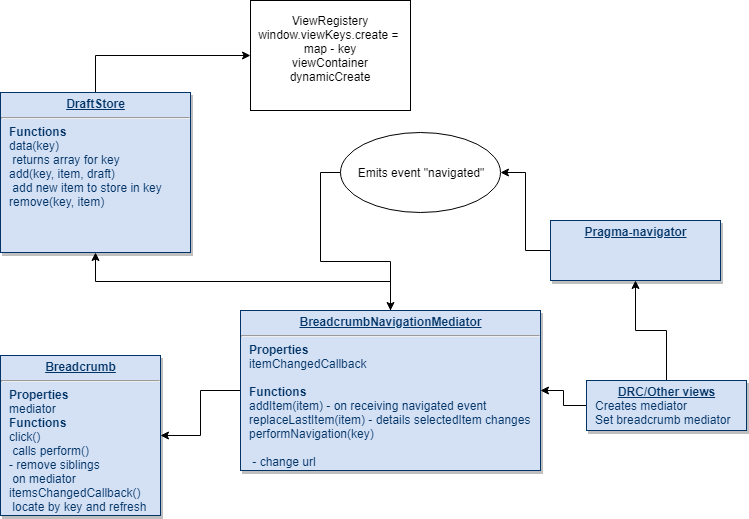 ViewRegistery
window.viewKeys.create =
map - key
viewContainer
dynamicCreate
DraftStore
Functions
data(key)
returns array for key
add(key, item, draft)
add new item to store in key
remove(key, item)
Emits event "navigated"
Pragma-navigator
BreadcrumbNavigationMediator
Properties
itemChangedCallback
Functions
addItem(item) - on receiving navigated event
replaceLastItem(item) - details selectedItem changes
performNavigation(key)
- change url
Breadcrumb
Properties
mediator
Functions
click()
calls perform()
- remove siblings
on mediator
itemsChangedCallback()
locate by key and refresh
DRC/Other views
Creates mediator
Set breadcrumb mediator